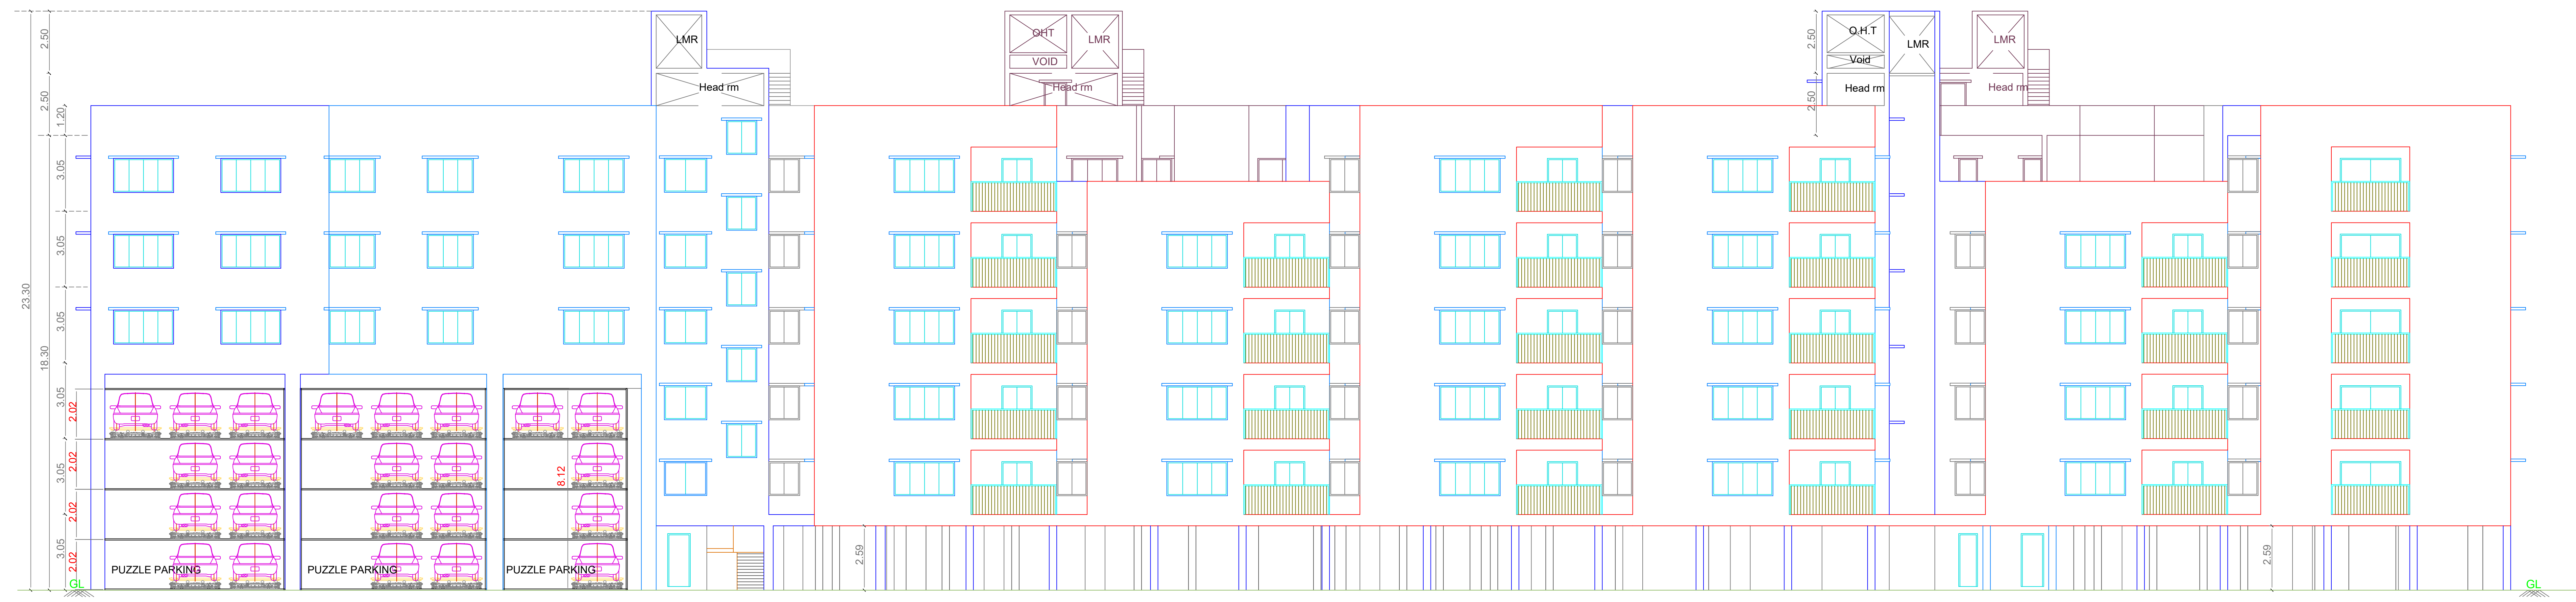 2.50
LMR
OHT
LMR
VOID
Head rm
Head rm
2.50
O.H.T
LMR
Void
Head rm
2.50
LMR
Head rm
2.50
1.20
3.05
3.05
3.05
3.05
3.05
3.05
23.30
18.30
2.02
2.02
2.02
2.02
8.12
PUZZLE PARKING
PUZZLE PARKING
PUZZLE PARKING
2.59
2.59
GL
GL